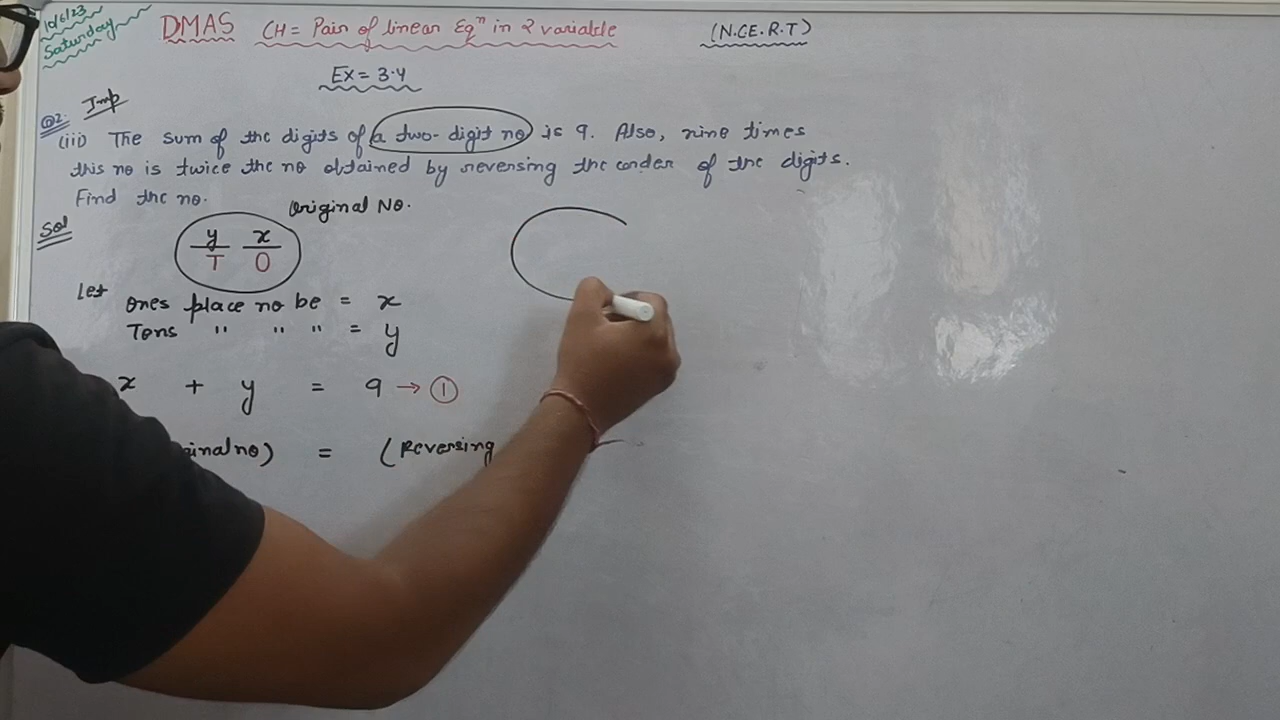 10/6/23
Saturday
DMAS CH = Pair of linear Eqⁿ in 2 variable (N.C.E.R.T)
Ex = 3.4
Imp
Q2.
(iii) The sum of the digits of a two-digit no is 9. Also, nine times
this no is twice the no obtained by reversing the order of the digits.
Find the no.
Sol
Original No.
y x
T O
Let ones place no be = x
Tens " " " = y
x + y = 9 → ①
inal no) = (Reversing